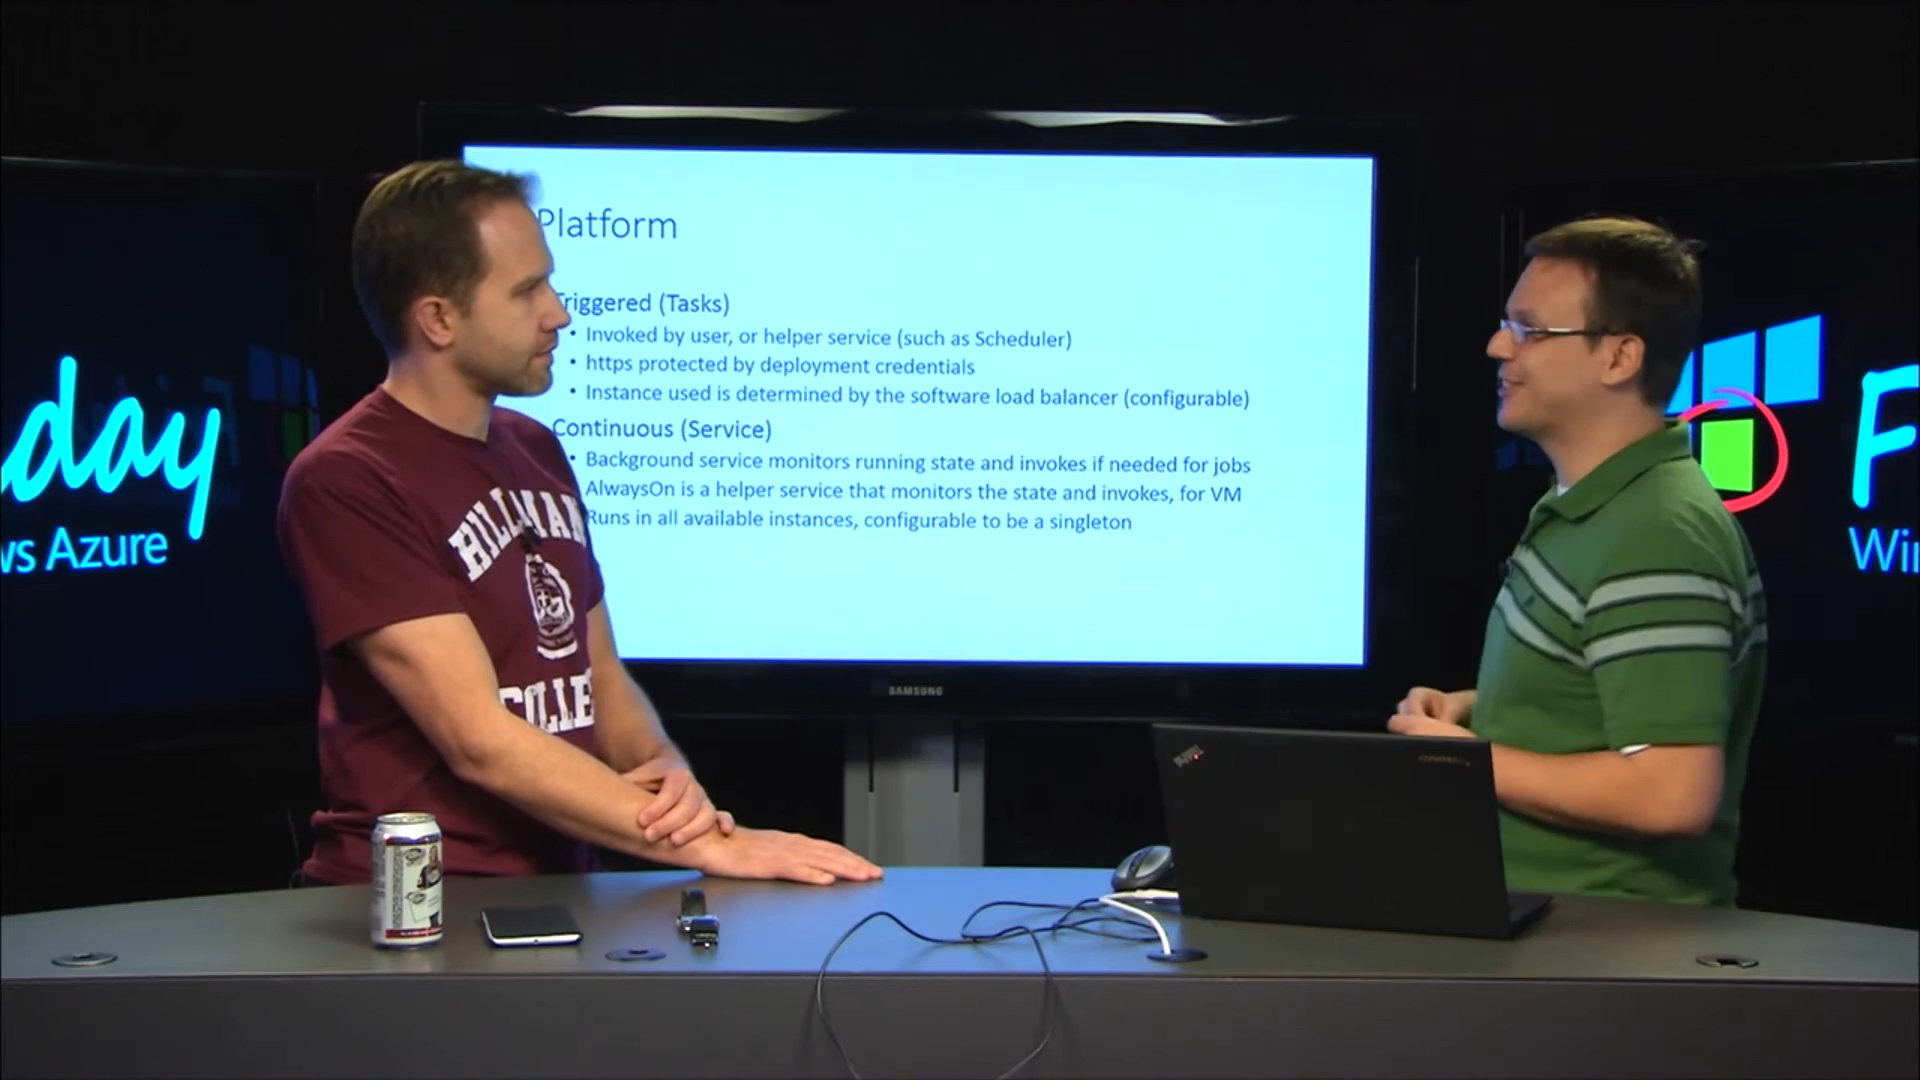 Platform
Triggered (Tasks)
• Invoked by user, or helper service (such as Scheduler)
• https protected by deployment credentials
• Instance used is determined by the software load balancer (configurable)
Continuous (Service)
• Background service monitors running state and invokes if needed for jobs
AlwaysOn is a helper service that monitors the state and invokes, for VM
Runs in all available instances, configurable to be a singleton
SAMSUNG
day
ws Azure
F
Wi
HILLMAN
COLLE
ThinkPad